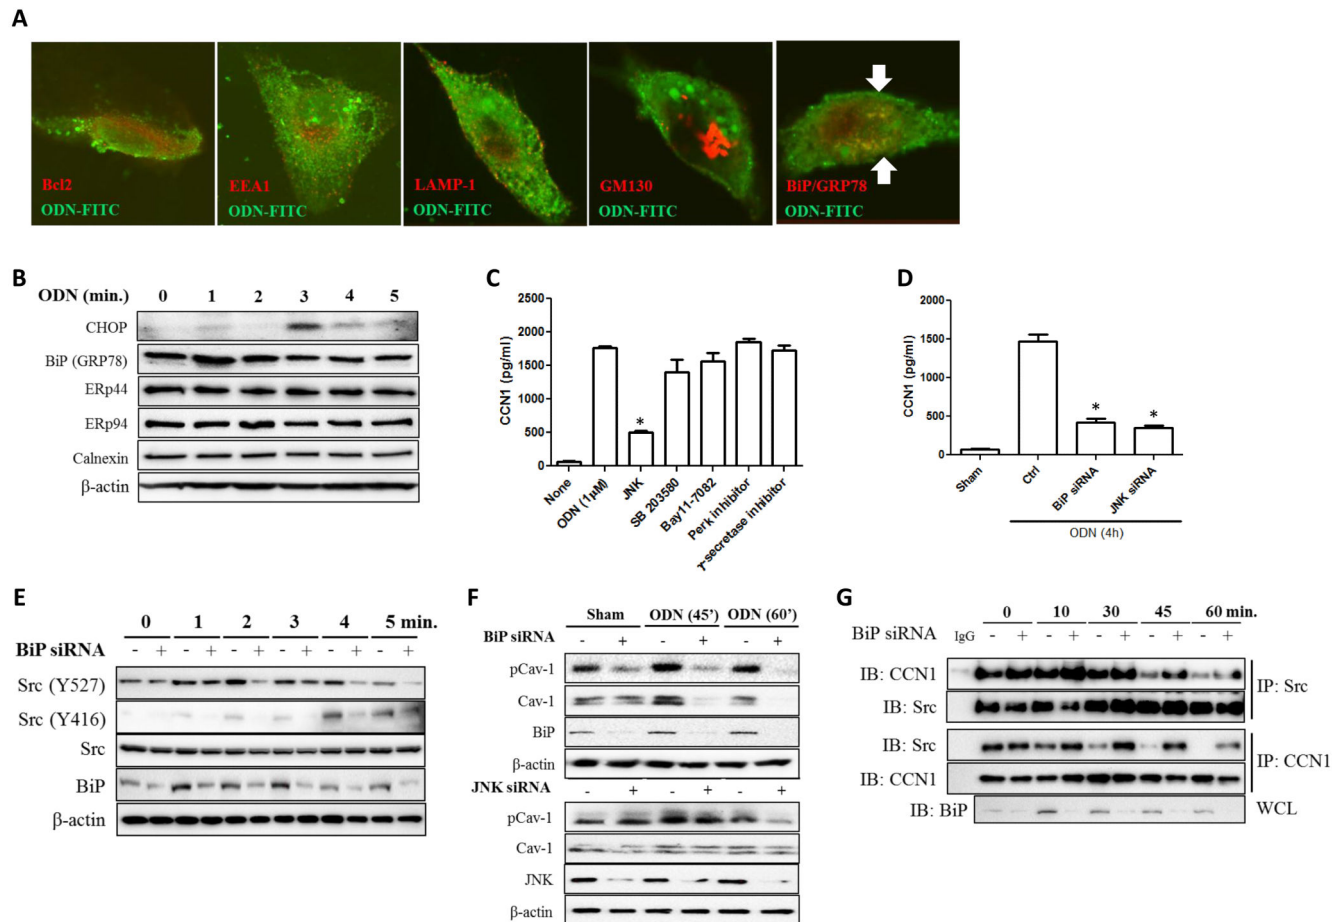 A
Bcl2
ODN-FITC
EEA1
ODN-FITC
LAMP-1
ODN-FITC
GM130
ODN-FITC
BiP/GRP78
ODN-FITC
B
ODN (min.) 0 1 2 3 4 5
CHOP
BiP (GRP78)
ERp44
ERp94
Calnexin
β-actin
C
CCN1 (pg/ml)
2500
2000
1500
1000
500
0
*
None
ODN (1μM)
JNK
SB 203580
Bay11-7082
Perk inhibitor
γ-secretase inhibitor
D
CCN1 (pg/ml)
2000
1500
1000
500
0
* *
Sham
Ctrl
BiP siRNA
JNK siRNA
ODN (4h)
E
0 1 2 3 4 5 min.
BiP siRNA - + - + - + - + - + - +
Src (Y527)
Src (Y416)
Src
BiP
β-actin
F
Sham ODN (45') ODN (60')
BiP siRNA - + - + - +
pCav-1
Cav-1
BiP
β-actin
JNK siRNA - + - + - +
pCav-1
Cav-1
JNK
β-actin
G
0 10 30 45 60 min.
BiP siRNA IgG - + - + - + - + - +
IB: CCN1
IB: Src
IP: Src
IB: Src
IB: CCN1
IP: CCN1
IB: BiP
WCL